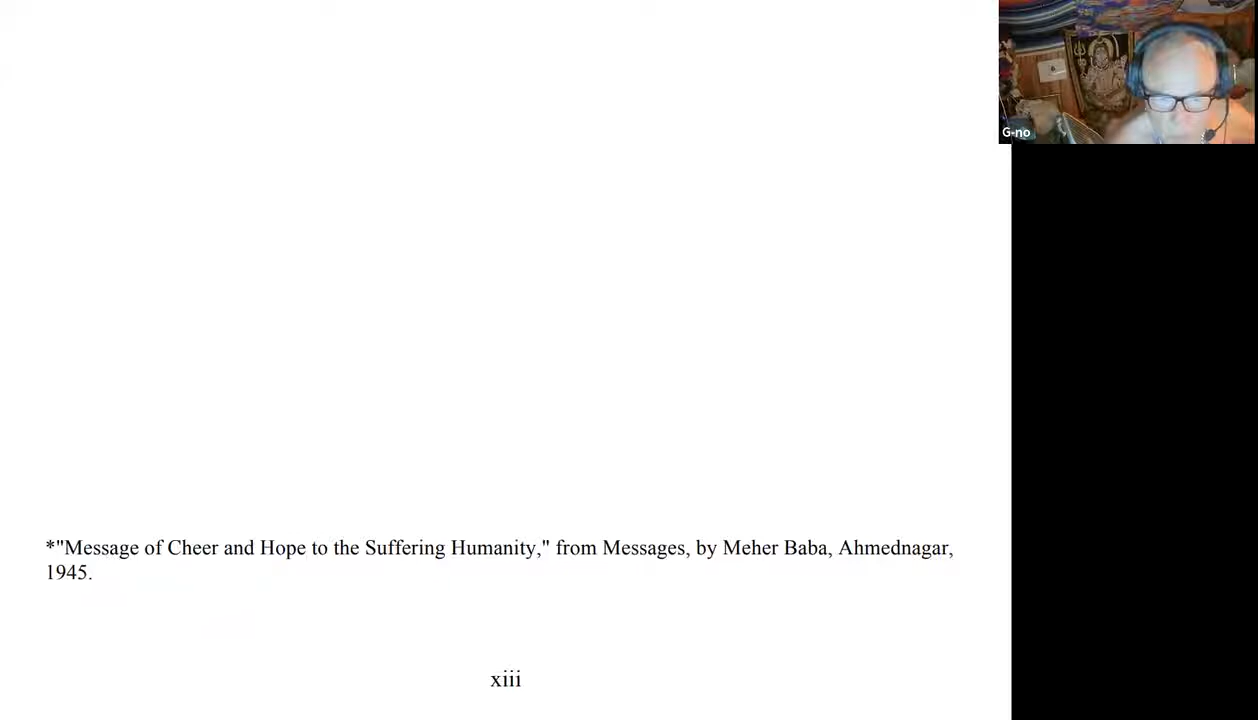 G-no
*"Message of Cheer and Hope to the Suffering Humanity," from Messages, by Meher Baba, Ahmednagar,
1945.
xiii